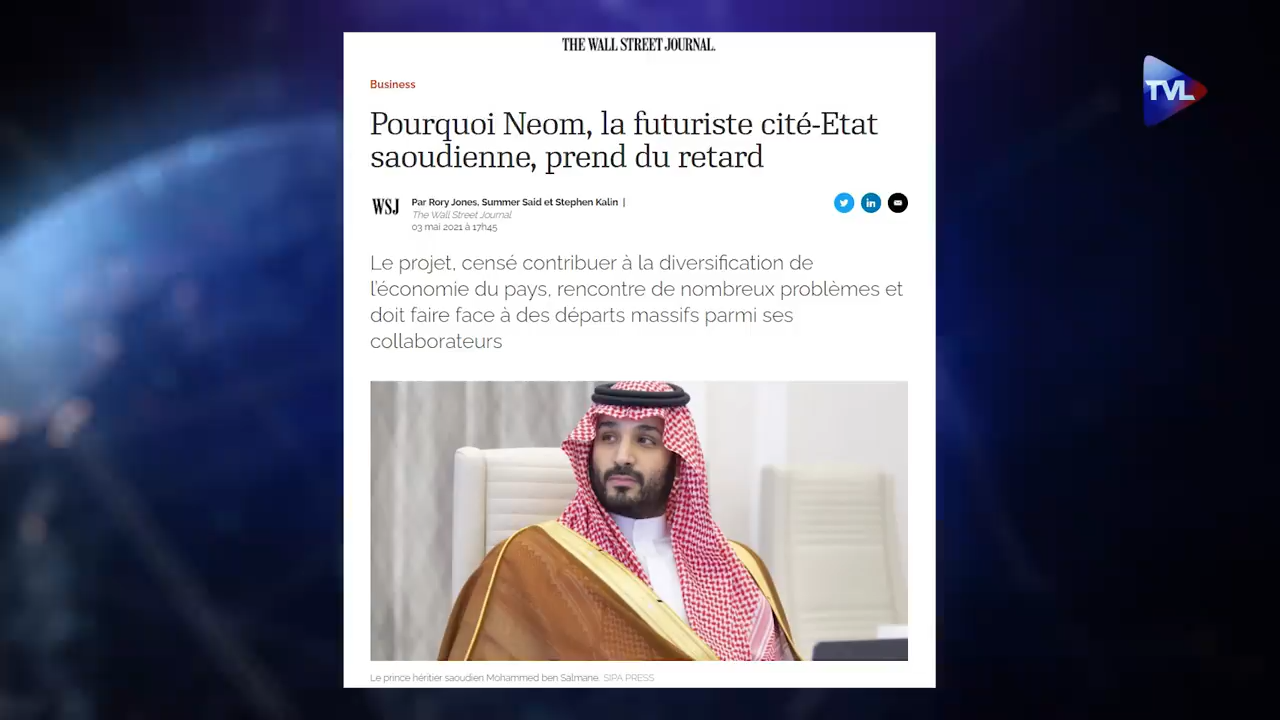 THE WALL STREET JOURNAL.
TVL
Business
Pourquoi Neom, la futuriste cité-Etat
saoudienne, prend du retard
WSJ
Par Rory Jones, Summer Said et Stephen Kalin |
The Wall Street Journal
03 mai 2021 à 17h45
in
Le projet, censé contribuer à la diversification de
l'économie du pays, rencontre de nombreux problèmes et
doit faire face à des départs massifs parmi ses
collaborateurs
Le prince héritier saoudien Mohammed ben Salmane. SIPA PRESS